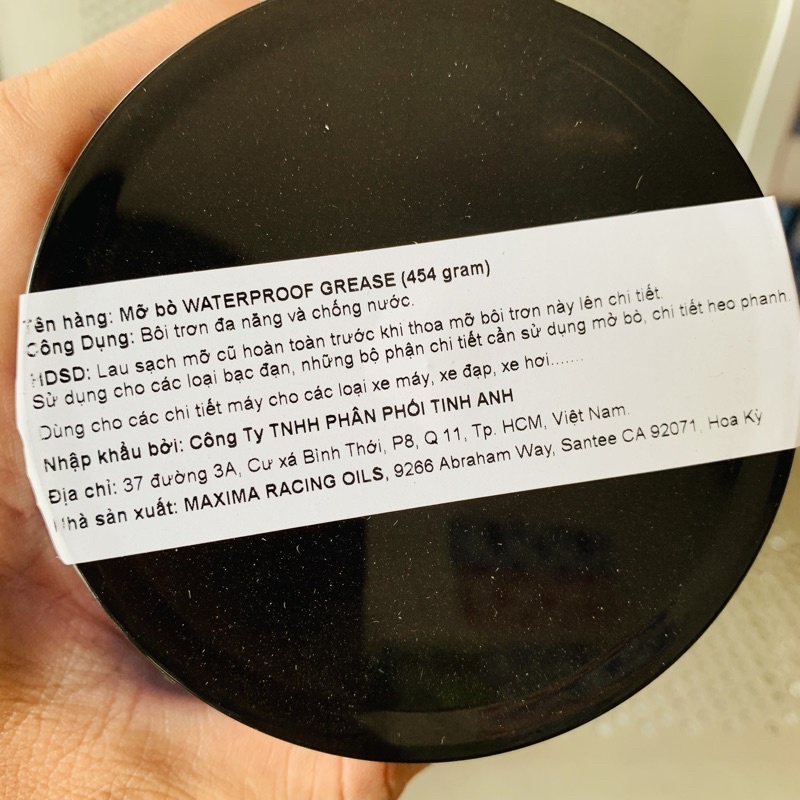 Tên hàng: Mỡ bò WATERPROOF GREASE (454 gram)
Công Dụng: Bôi trơn đa năng và chống nước.
HDSD: Lau sạch mỡ cũ hoàn toàn trước khi thoa mỡ bôi trơn này lên chi tiết.
Sử dụng cho các loại bạc đạn, những bộ phận chi tiết cần sử dụng mở bò, chi tiết heo phanh.
Dùng cho các chi tiết máy cho các loại xe máy, xe đạp, xe hơi.......
Nhập khẩu bởi: Công Ty TNHH PHÂN PHỐI TINH ANH
Địa chỉ: 37 đường 3A, Cư xá Bình Thới, P8, Q 11, Tp. HCM, Việt Nam.
Nhà sản xuất: MAXIMA RACING OILS, 9266 Abraham Way, Santee CA 92071, Hoa Kỳ